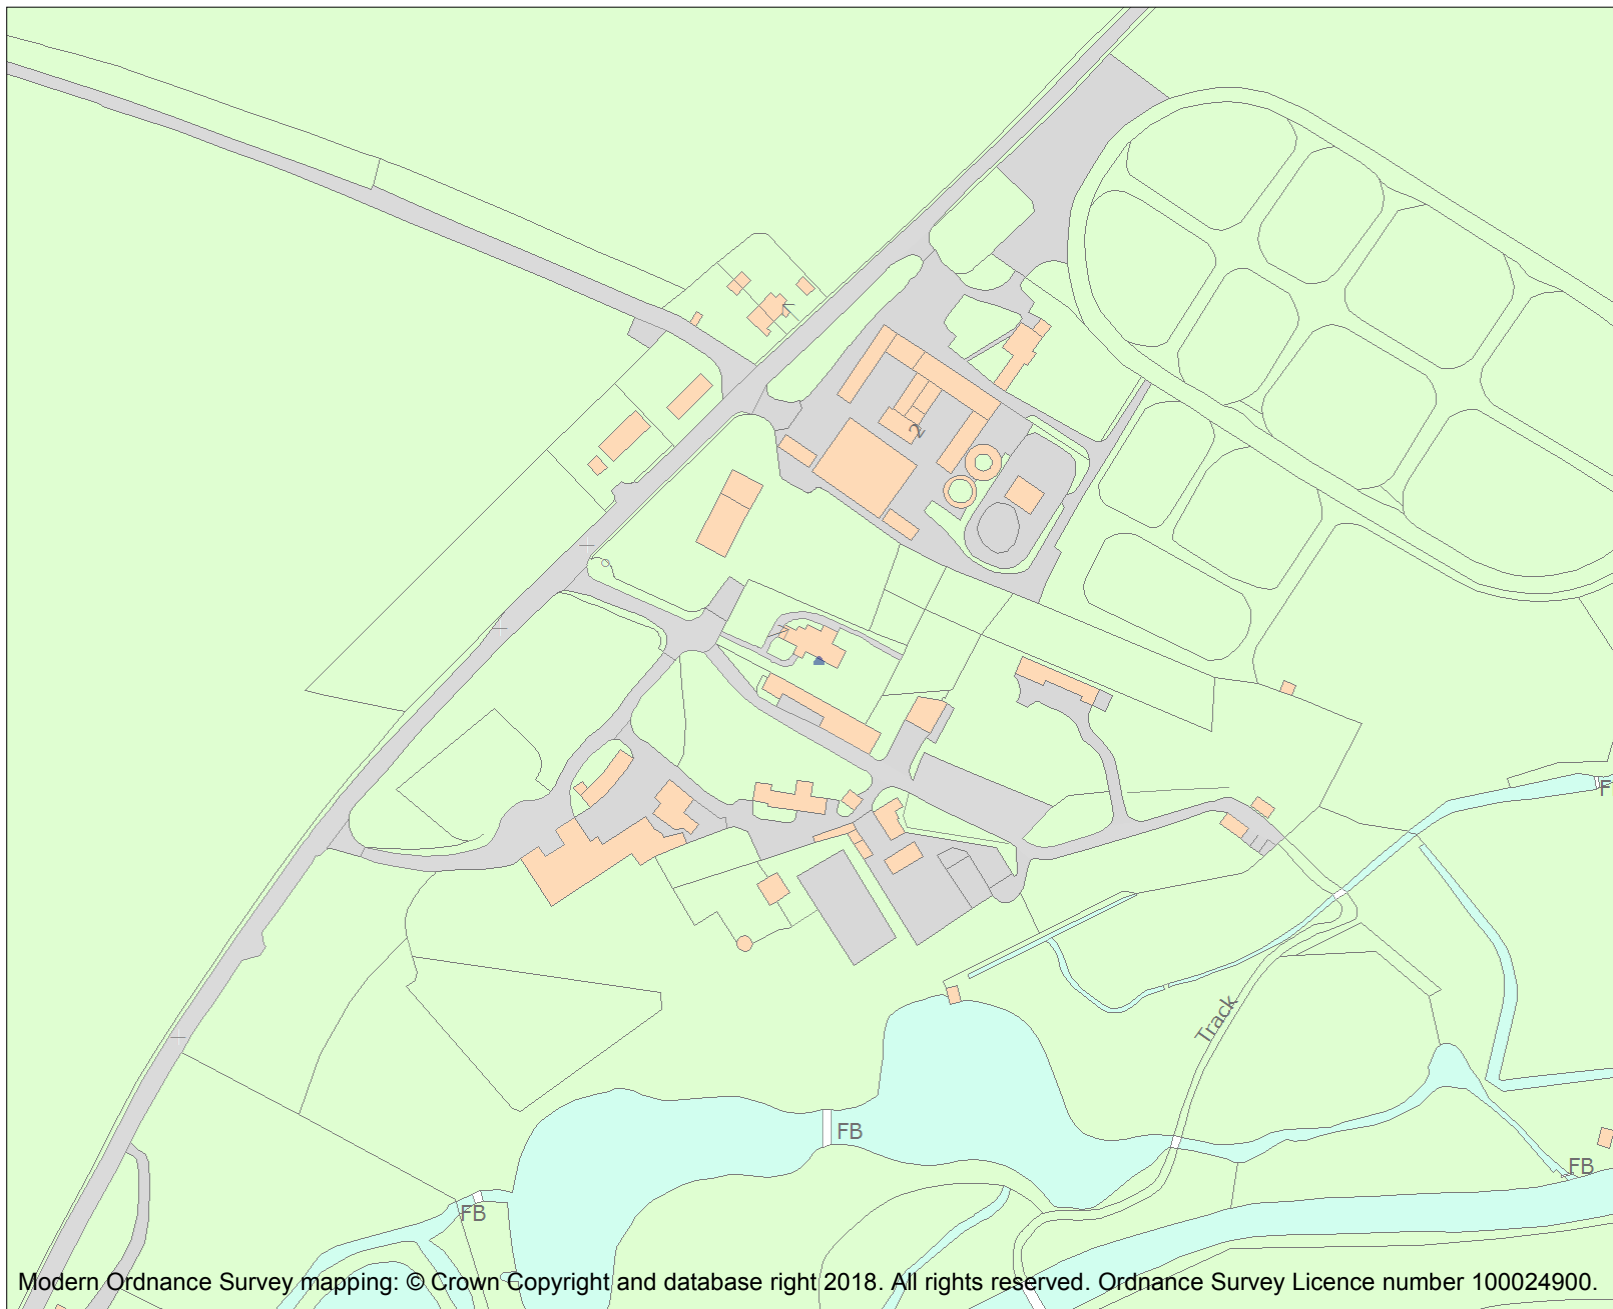 2
Track
FB
F
FB
FB
Modern Ordnance Survey mapping: © Crown Copyright and database right 2018. All rights reserved. Ordnance Survey Licence number 100024900.